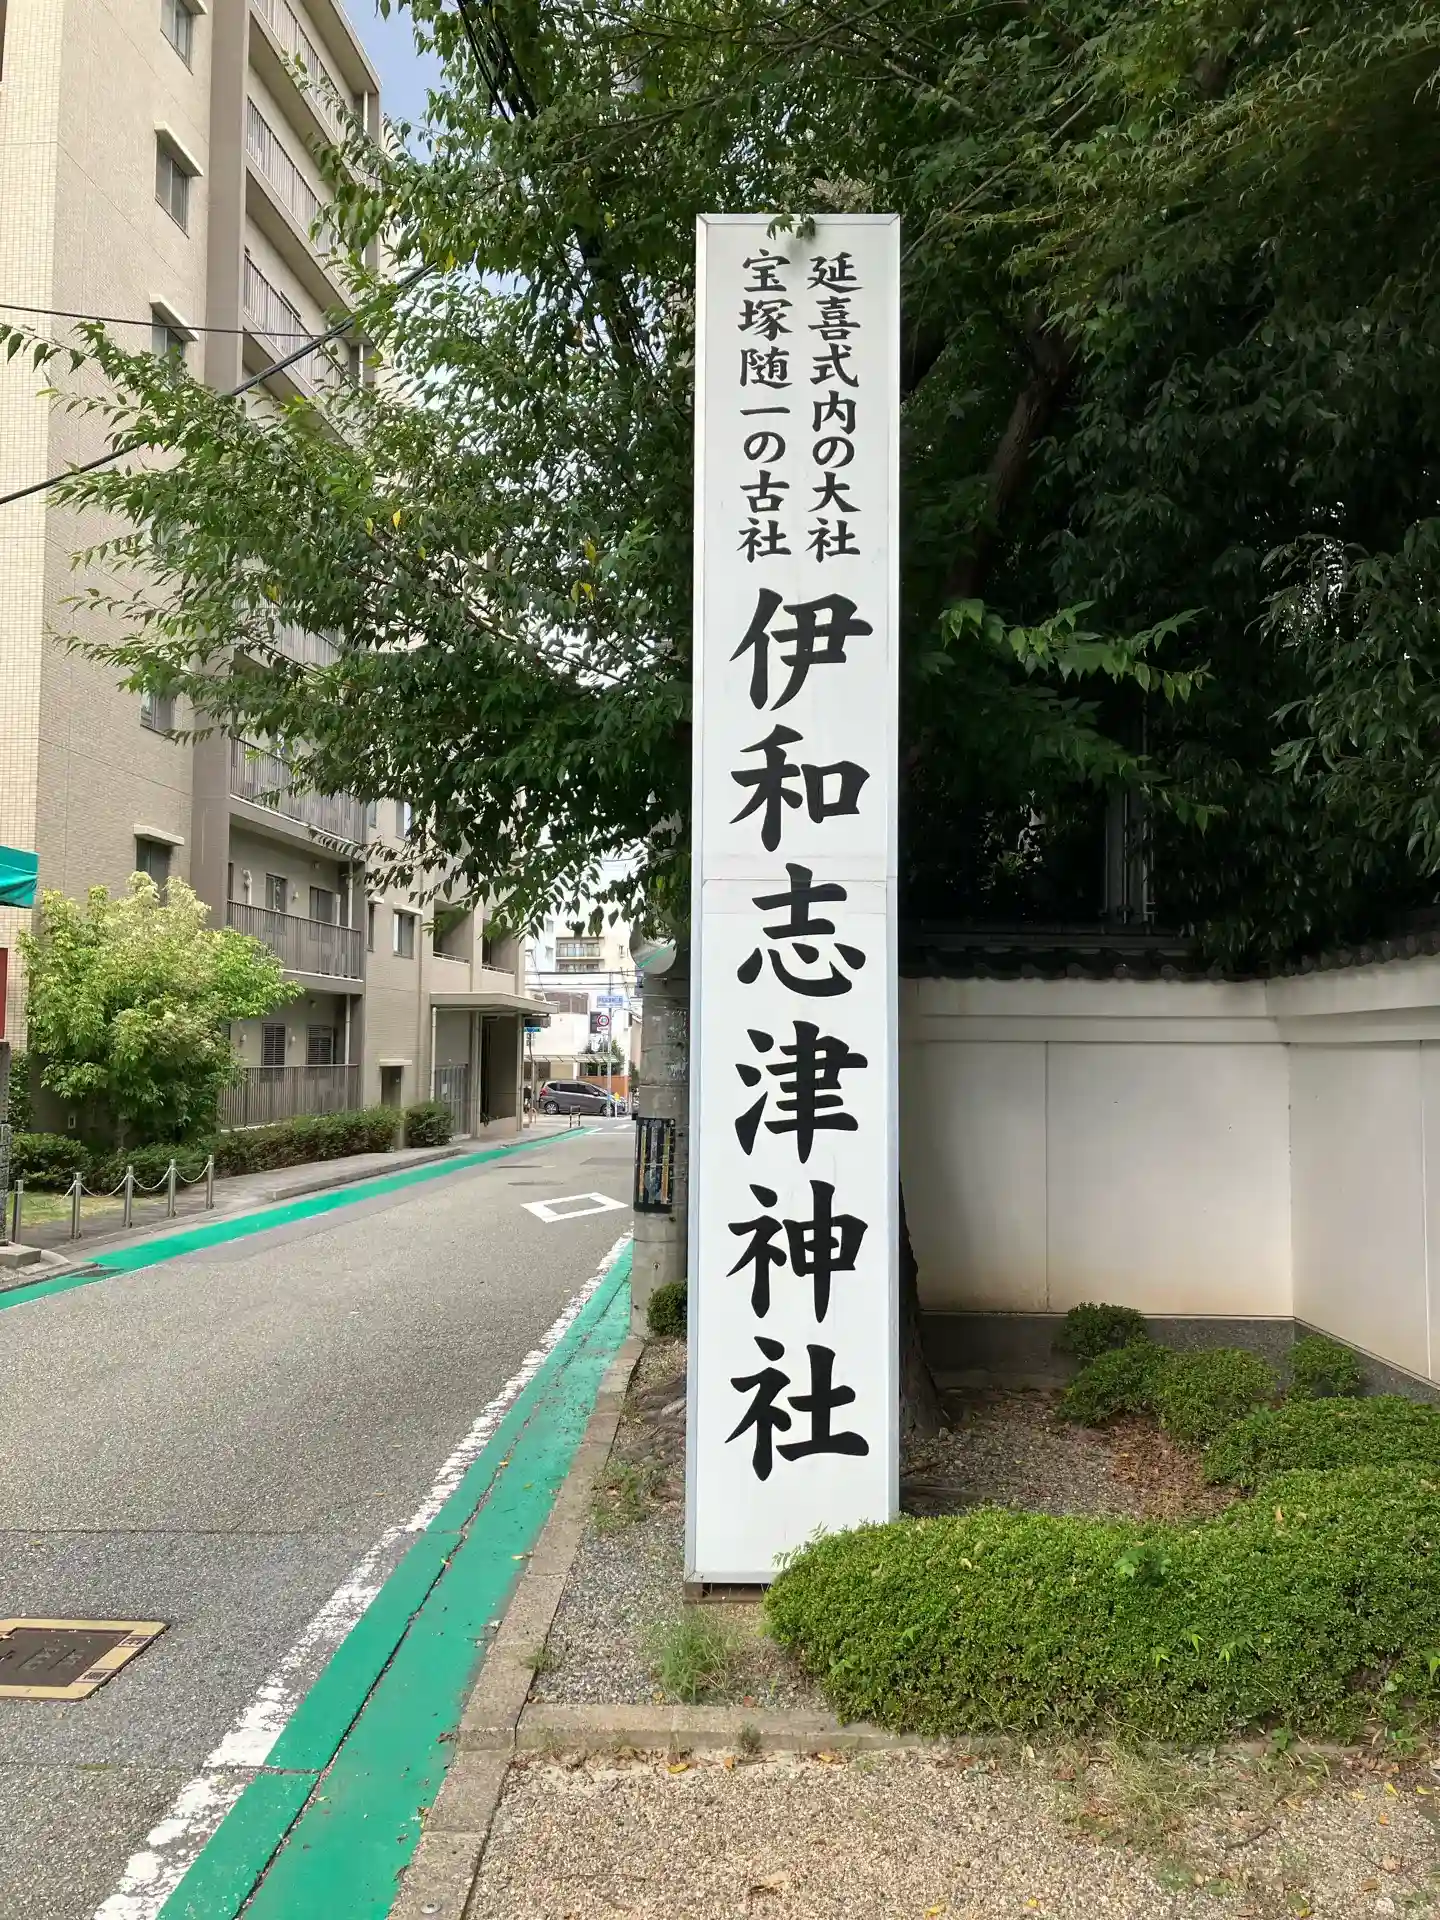 延喜式内の大社
宝塚随一の古社
伊和志津神社